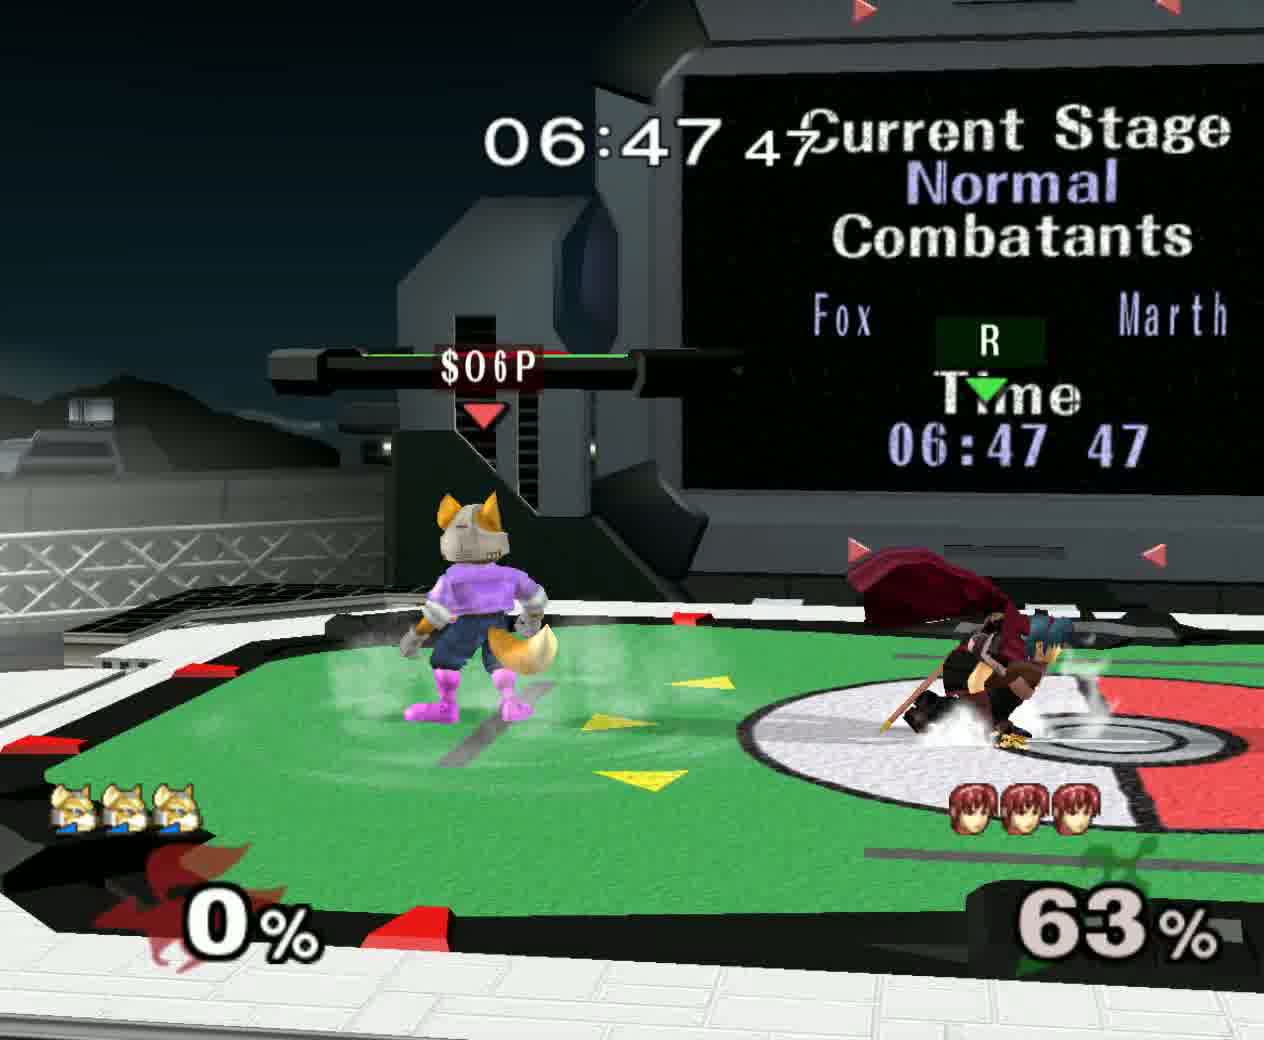 06:47 47
Current Stage
Normal
Combatants
Fox Marth
R
$06P
Time
06:47 47
0%
63%